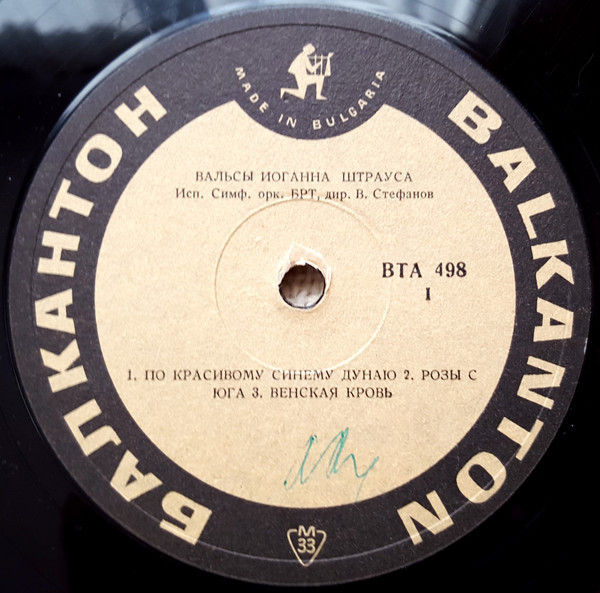 MADE IN BULGARIA
БАЛКАНТОН
BALKANTON
ВАЛЬСЫ ИОГАННА ШТРАУСА
Исп. Симф. орк. БРТ, дир. В. Стефанов
ВТА 498
I
1. ПО КРАСИВОМУ СИНЕМУ ДУНАЮ 2. РОЗЫ С
ЮГА 3. ВЕНСКАЯ КРОВЬ
М
33